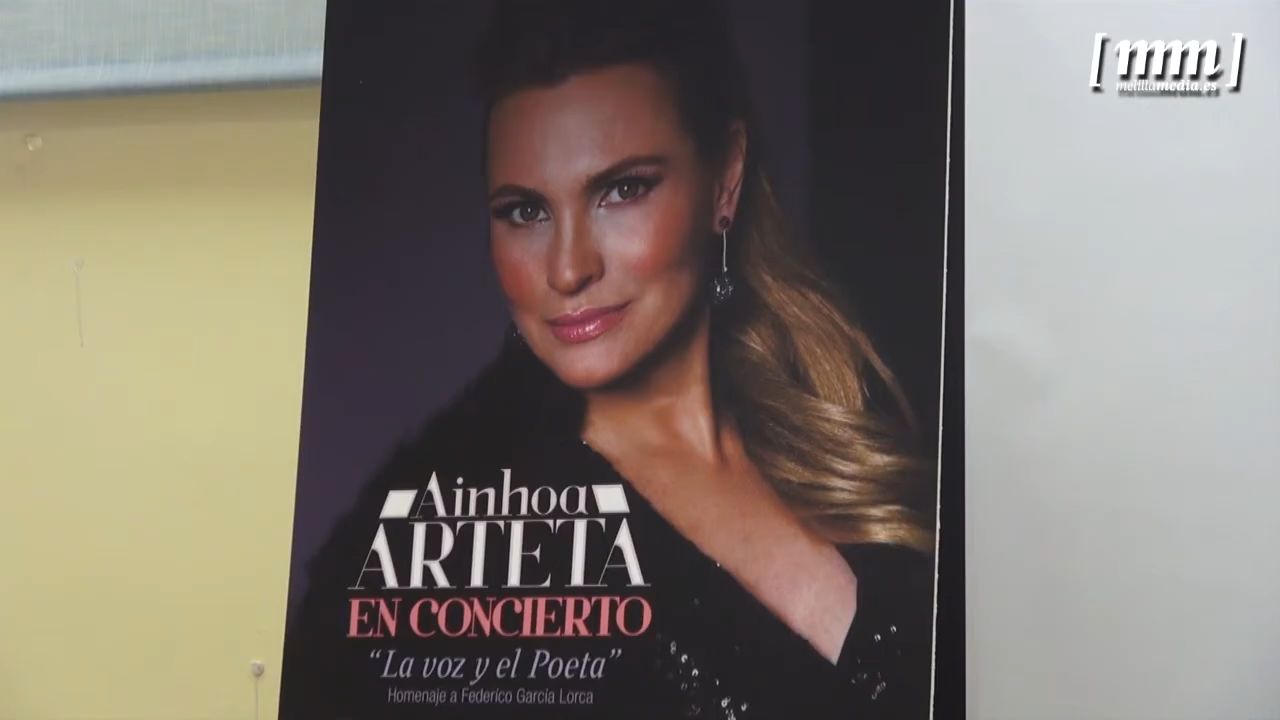 [mm]
melillamedia.es
Ainhoa
ARTETA
EN CONCIERTO
“La voz y el Poeta”
Homenaje a Federico García Lorca